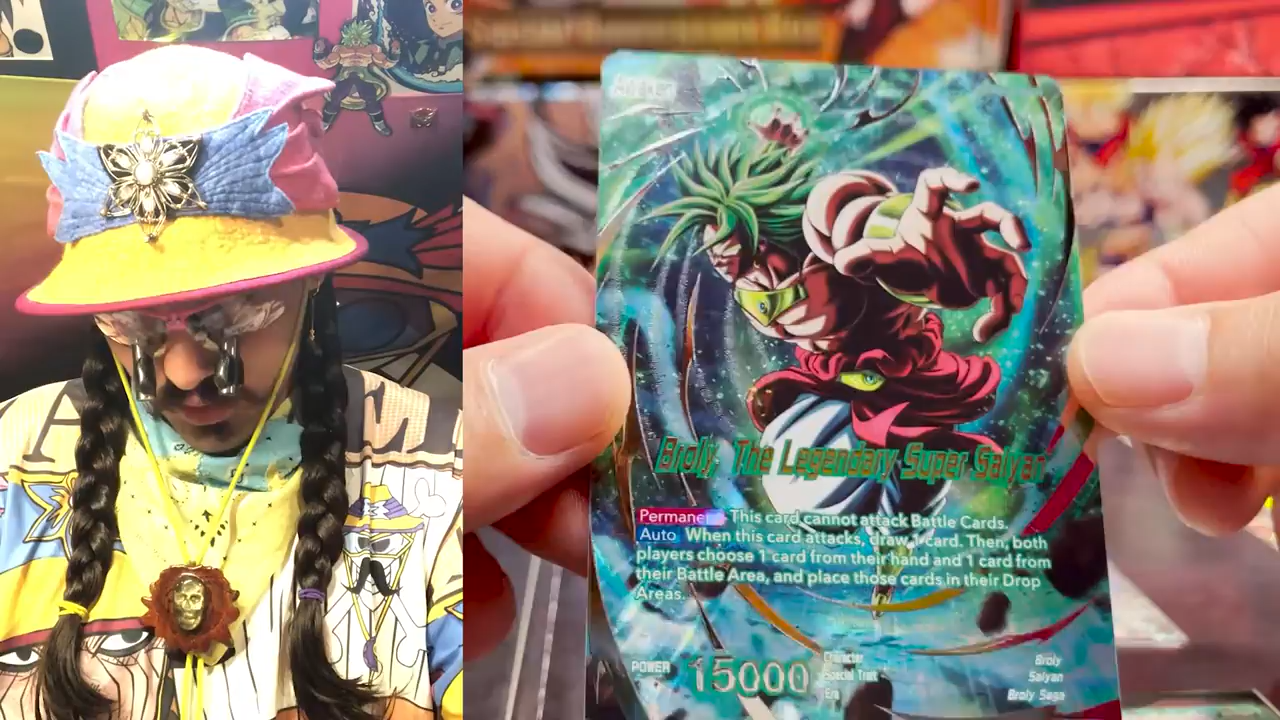 Broly, The Legendary Super Saiyan
Permanent This card cannot attack Battle Cards.
Auto When this card attacks, draw 1 card. Then, both
players choose 1 card from their hand and 1 card from
their Battle Area, and place those cards in their Drop
Areas.
POWER 15000
Character Broly
Special Trait Saiyan
Era Broly Saga